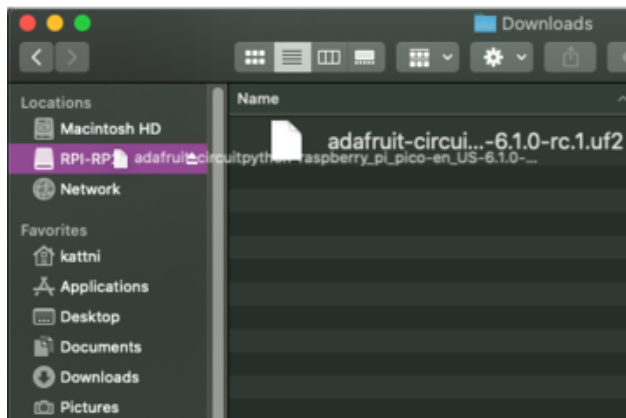 Downloads
Locations
Name
Macintosh HD
adafruit-circui...-6.1.0-rc.1.uf2
RPI-RP
adafruit-circuitpython-raspberry_pi_pico-en_US-6.1.0-...
Network
Favorites
kattni
Applications
Desktop
Documents
Downloads
Pictures